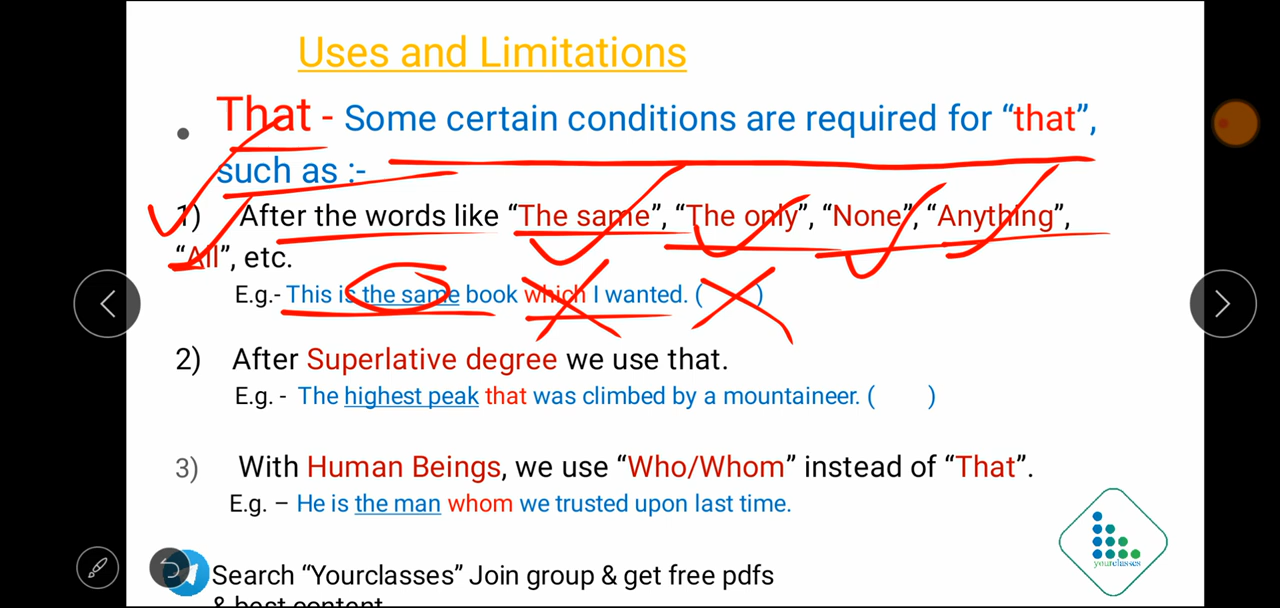 Uses and Limitations
• That - Some certain conditions are required for “that”,
such as :-
1) After the words like “The same”, “The only”, “None”, “Anything”,
“All”, etc.
E.g.- This is the same book which I wanted. ( )
2) After Superlative degree we use that.
E.g. - The highest peak that was climbed by a mountaineer. ( )
3) With Human Beings, we use “Who/Whom” instead of “That”.
E.g. – He is the man whom we trusted upon last time.
yourclasses
Search “Yourclasses” Join group & get free pdfs
& best content